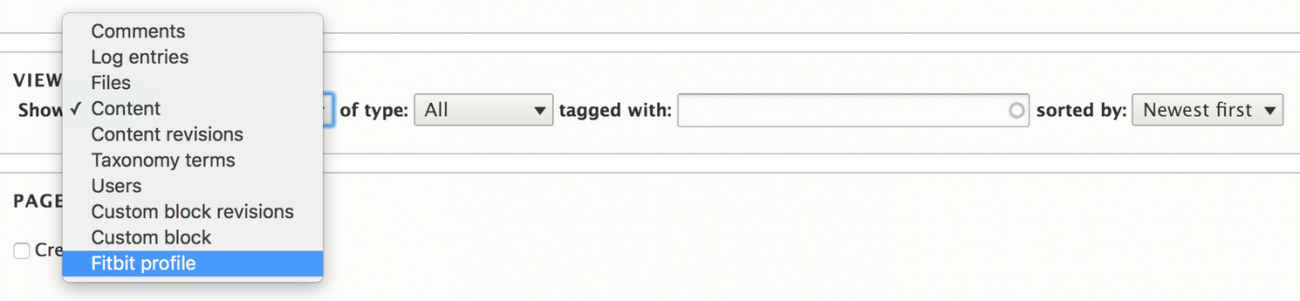 Comments
Log entries
Files
Content
Content revisions
Taxonomy terms
Users
Custom block revisions
Custom block
Fitbit profile
VIEW
Show ✓ of type: All tagged with: sorted by: Newest first
PAGE
Cre